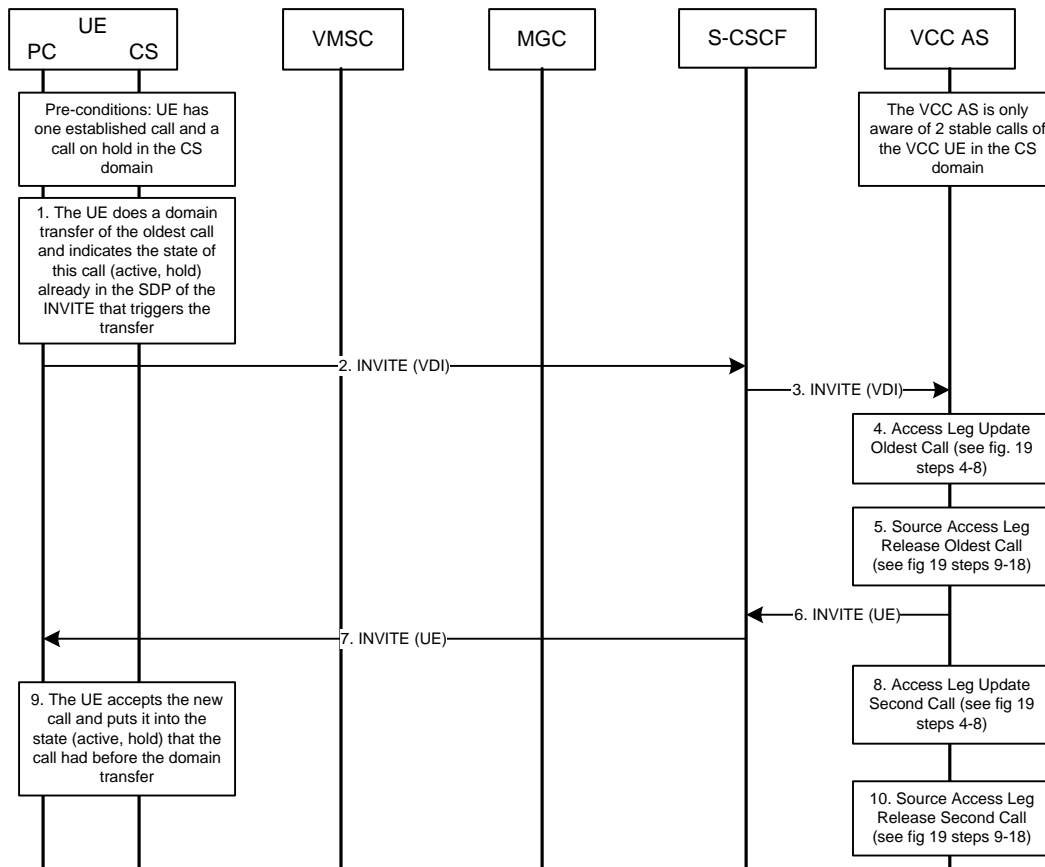 UE
PC CS
VMSC
MGC
S-CSCF
VCC AS
Pre-conditions: UE has
one established call and a
call on hold in the CS
domain
The VCC AS is only
aware of 2 stable calls of
the VCC UE in the CS
domain
1. The UE does a domain
transfer of the oldest call
and indicates the state of
this call (active, hold)
already in the SDP of the
INVITE that triggers the
transfer
2. INVITE (VDI)
3. INVITE (VDI)
4. Access Leg Update
Oldest Call (see fig. 19
steps 4-8)
5. Source Access Leg
Release Oldest Call
(see fig 19 steps 9-18)
6. INVITE (UE)
7. INVITE (UE)
8. Access Leg Update
Second Call (see fig 19
steps 4-8)
9. The UE accepts the new
call and puts it into the
state (active, hold) that the
call had before the domain
transfer
10. Source Access Leg
Release Second Call
(see fig 19 steps 9-18)